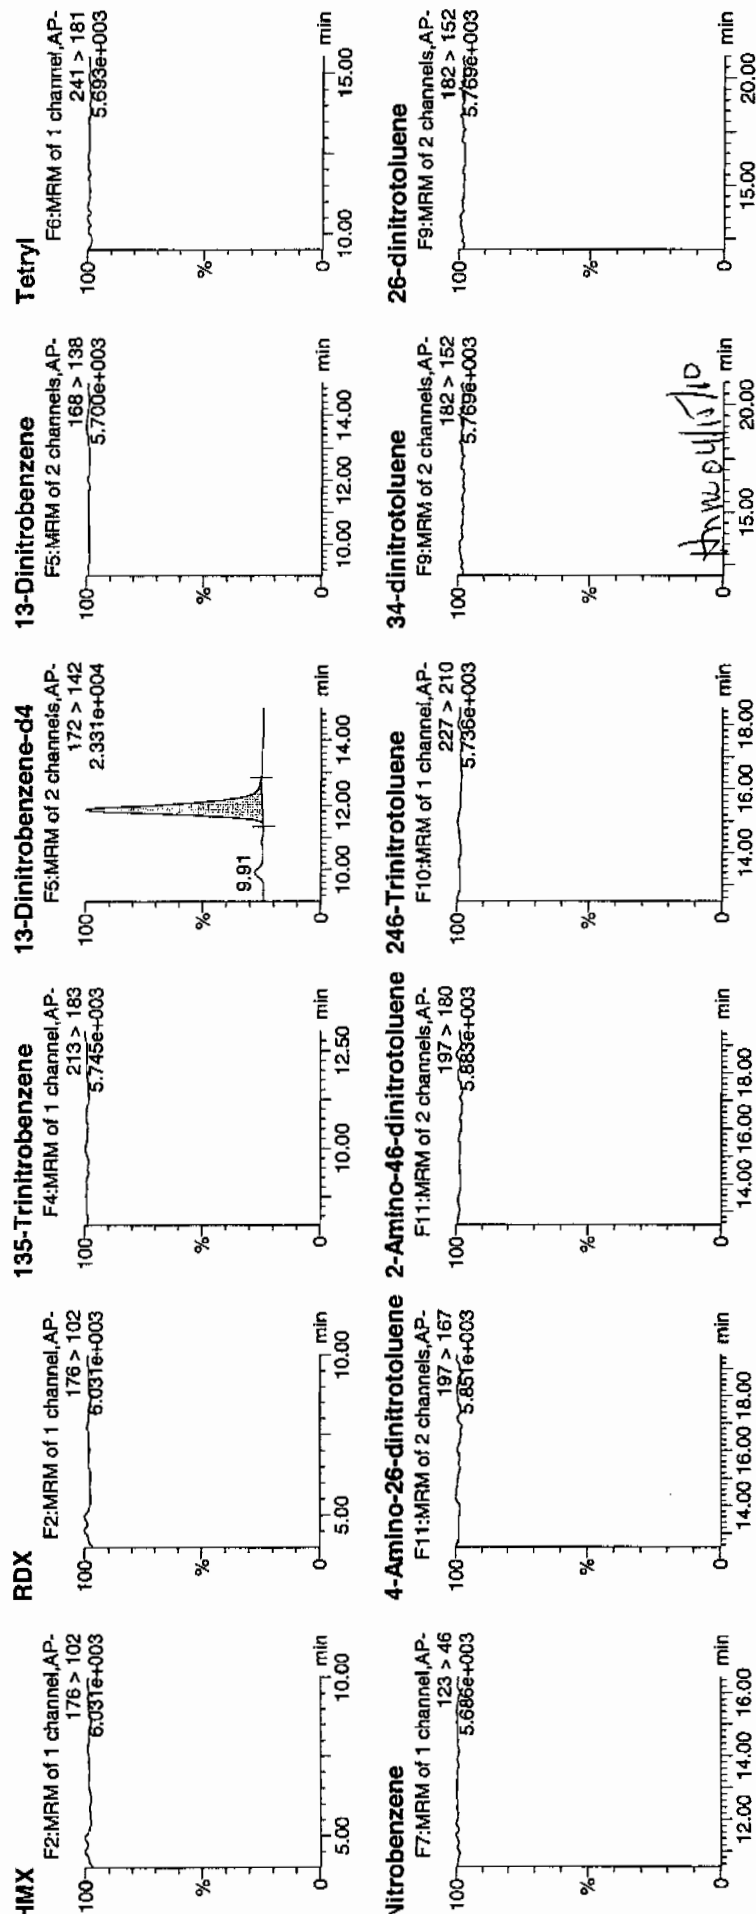 HMX
F2:MRM of 1 channel,AP-
176 > 102
6.031e+003
100
%
0
5.00
10.00
min
RDX
F2:MRM of 1 channel,AP-
176 > 102
6.031e+003
100
%
0
5.00
10.00
min
135-Trinitrobenzene
F4:MRM of 1 channel,AP-
213 > 183
5.745e+003
100
%
0
10.00
12.50
min
13-Dinitrobenzene-d4
F5:MRM of 2 channels,AP-
172 > 142
2.331e+004
100
%
9.91
0
10.00
12.00
14.00
min
13-Dinitrobenzene
F5:MRM of 2 channels,AP-
168 > 138
5.700e+003
100
%
0
10.00
12.00
14.00
min
Tetryl
F6:MRM of 1 channel,AP-
241 > 181
5.693e+003
100
%
0
10.00
15.00
min
Nitrobenzene
F7:MRM of 1 channel,AP-
123 > 46
5.686e+003
100
%
0
12.00
14.00
16.00
min
4-Amino-26-dinitrotoluene
F11:MRM of 2 channels,AP-
197 > 167
5.851e+003
100
%
0
14.00
16.00
18.00
min
2-Amino-46-dinitrotoluene
F11:MRM of 2 channels,AP-
197 > 180
5.883e+003
100
%
0
14.00
16.00
18.00
min
246-Trinitrotoluene
F10:MRM of 1 channel,AP-
227 > 210
5.736e+003
100
%
0
14.00
16.00
18.00
min
34-dinitrotoluene
F9:MRM of 2 channels,AP-
182 > 152
5.769e+003
100
%
0
15.00
20.00
min
26-dinitrotoluene
F9:MRM of 2 channels,AP-
182 > 152
5.769e+003
100
%
0
15.00
20.00
min